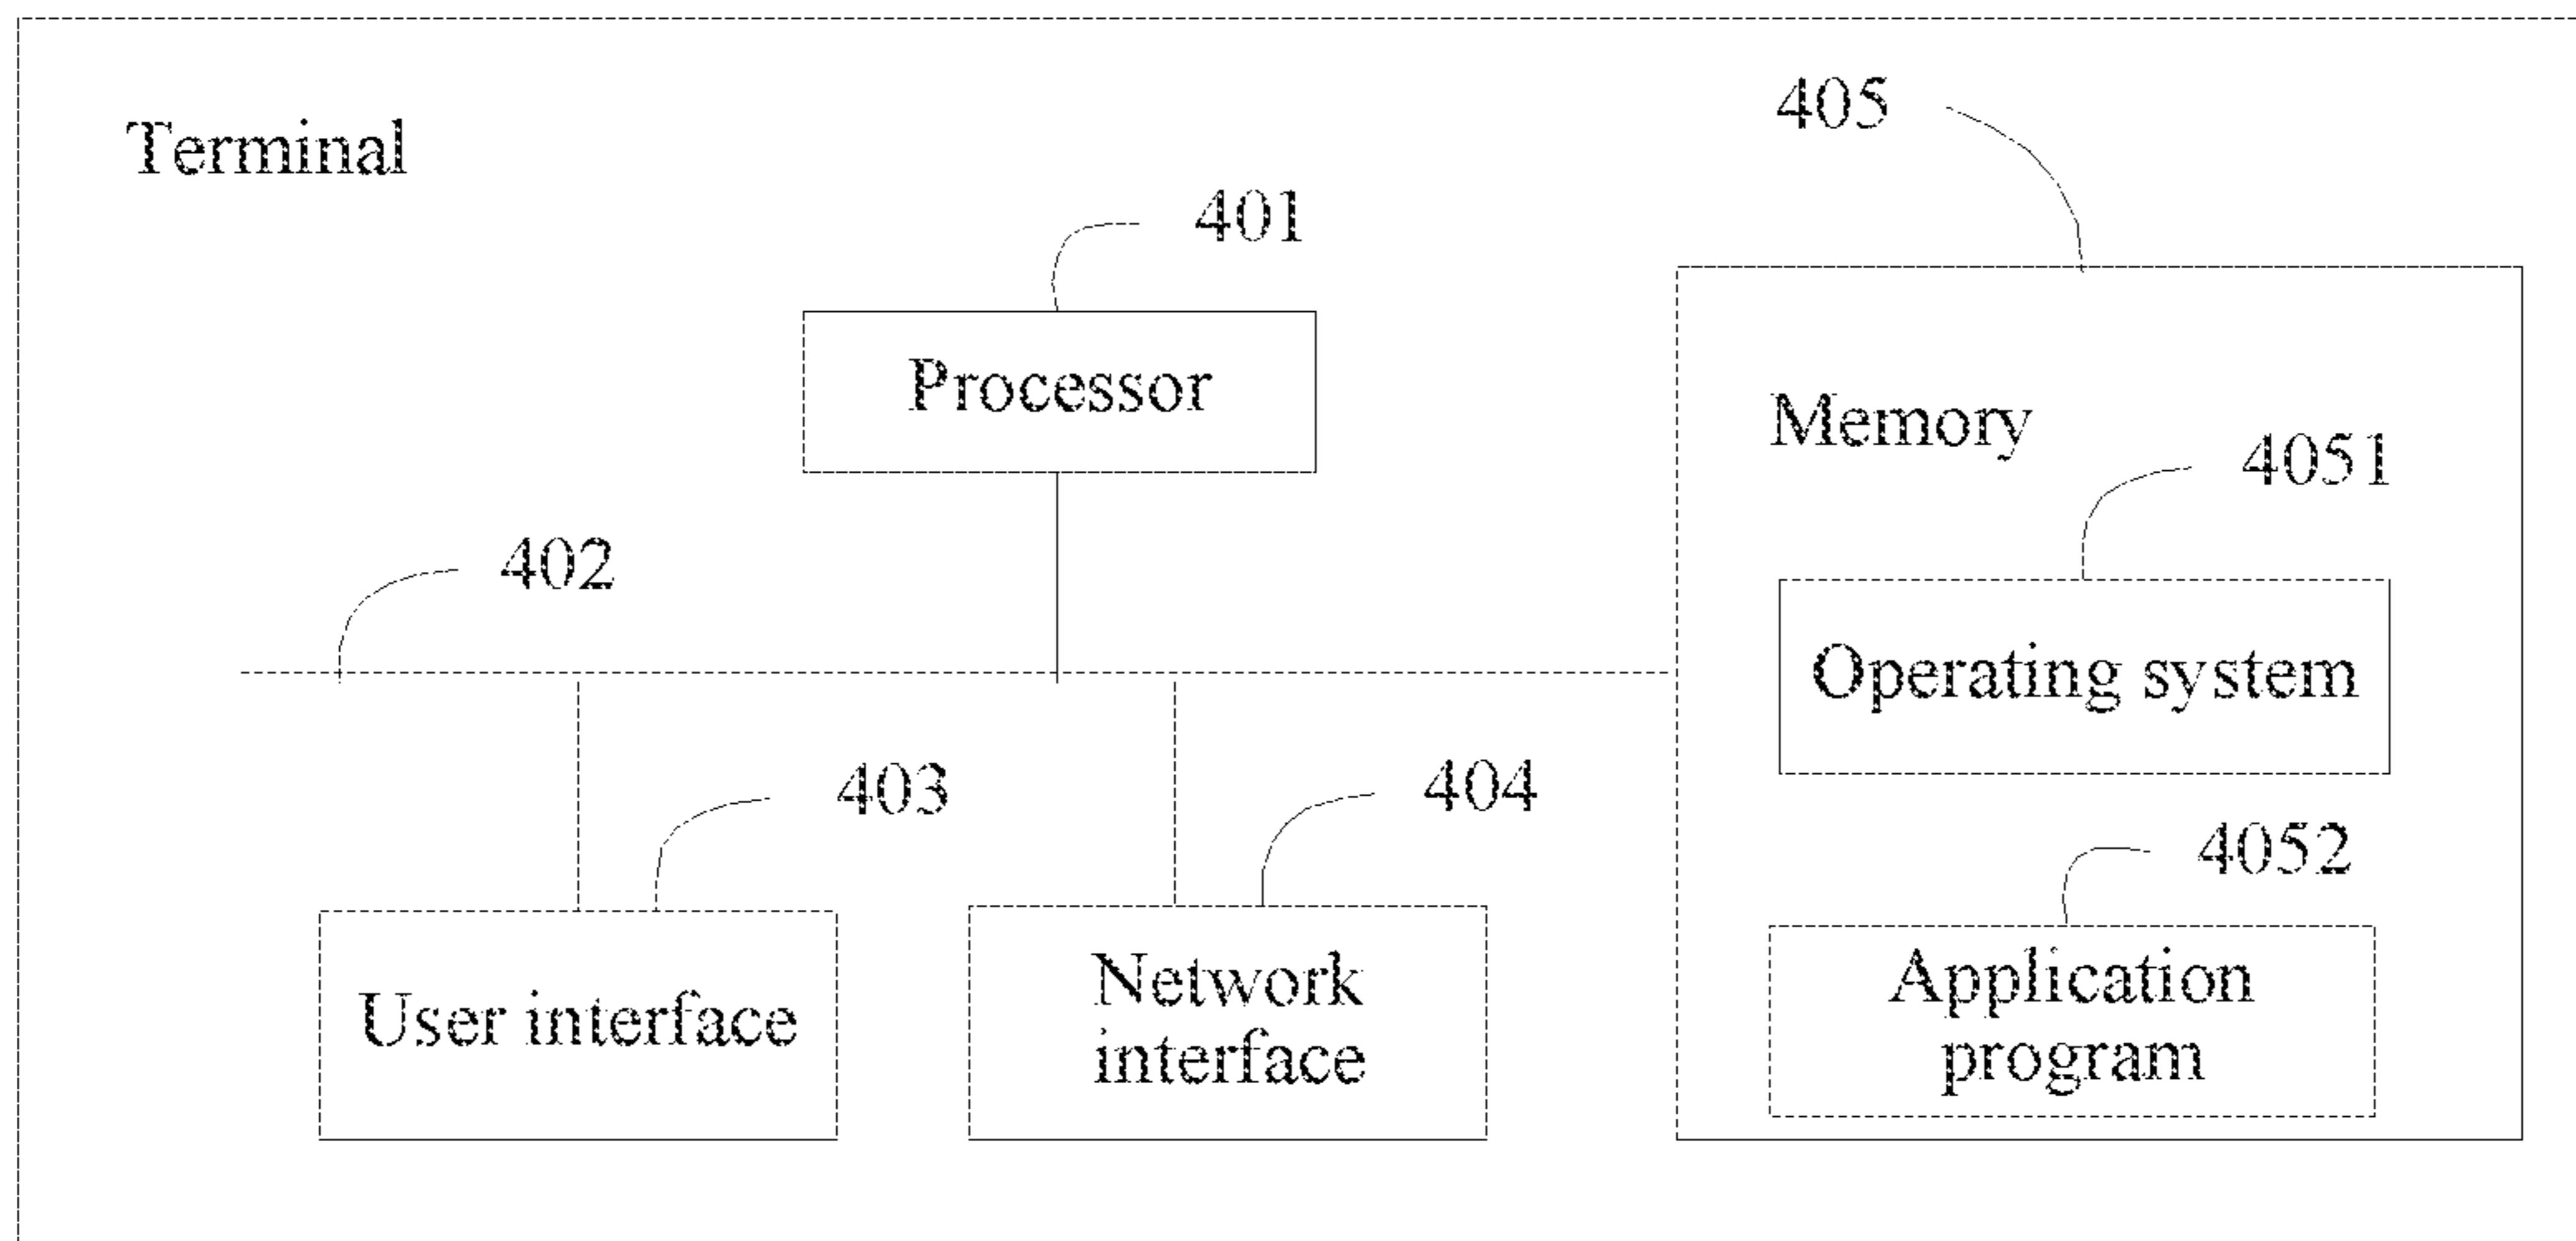 Terminal
405
401
Processor
Memory
4051
402
Operating system
403
404
4052
User interface
Network
interface
Application
program